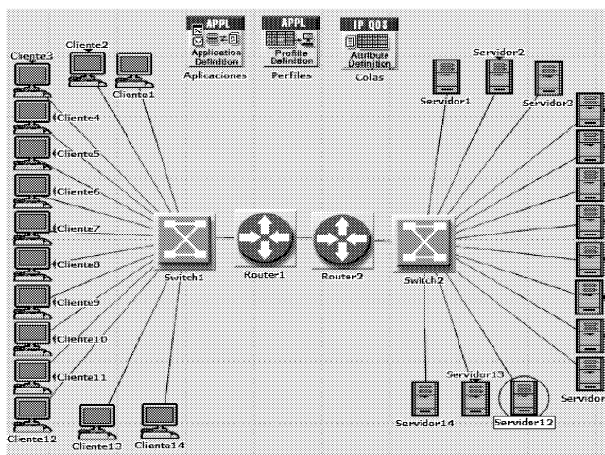 APPL
Application
Definition
Aplicaciones
APPL
Profile
Definition
Perfiles
IP QOS
Attribute
Definition
Colas
Cliente3
Cliente2
Cliente1
Cliente4
Cliente5
Cliente6
Cliente7
Cliente8
Cliente9
Cliente10
Cliente11
Cliente12
Cliente13
Cliente14
Switch1
Router1
Router2
Switch2
Servidor1
Servidor2
Servidor3
Servidor
Servidor13
Servidor14
Servidor12